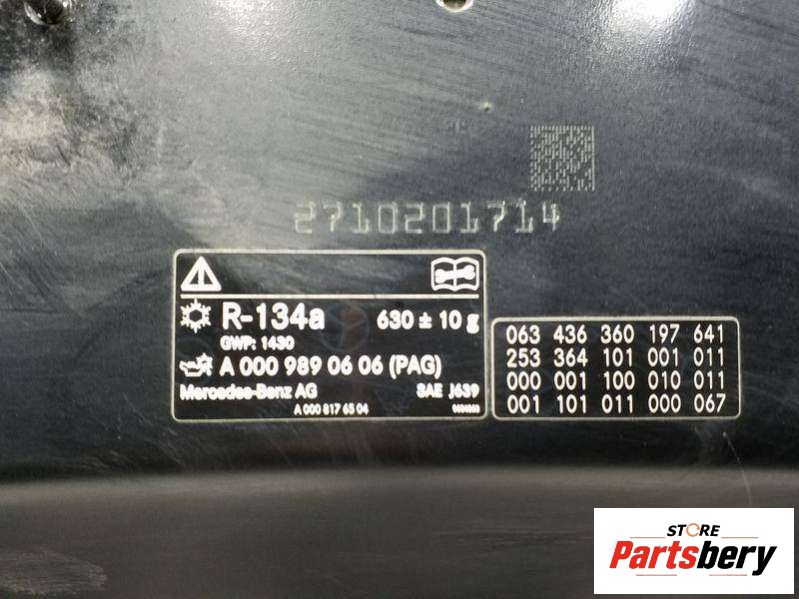 2710201714
R-134a 630 ± 10 g
GWP: 1430
A 000 989 06 06 (PAG)
Mercedes-Benz AG SAE J639
A 000 817 65 04
063 436 360 197 641
253 364 101 001 011
000 001 100 010 011
001 101 011 000 067
STORE
Partsbery